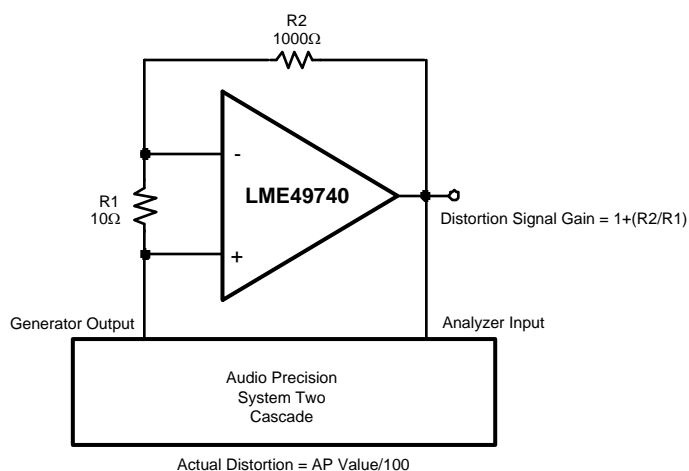 R2
1000Ω
-
LME49740
R1
10Ω
+
Distortion Signal Gain = 1+(R2/R1)
Generator Output
Analyzer Input
Audio Precision
System Two
Cascade
Actual Distortion = AP Value/100